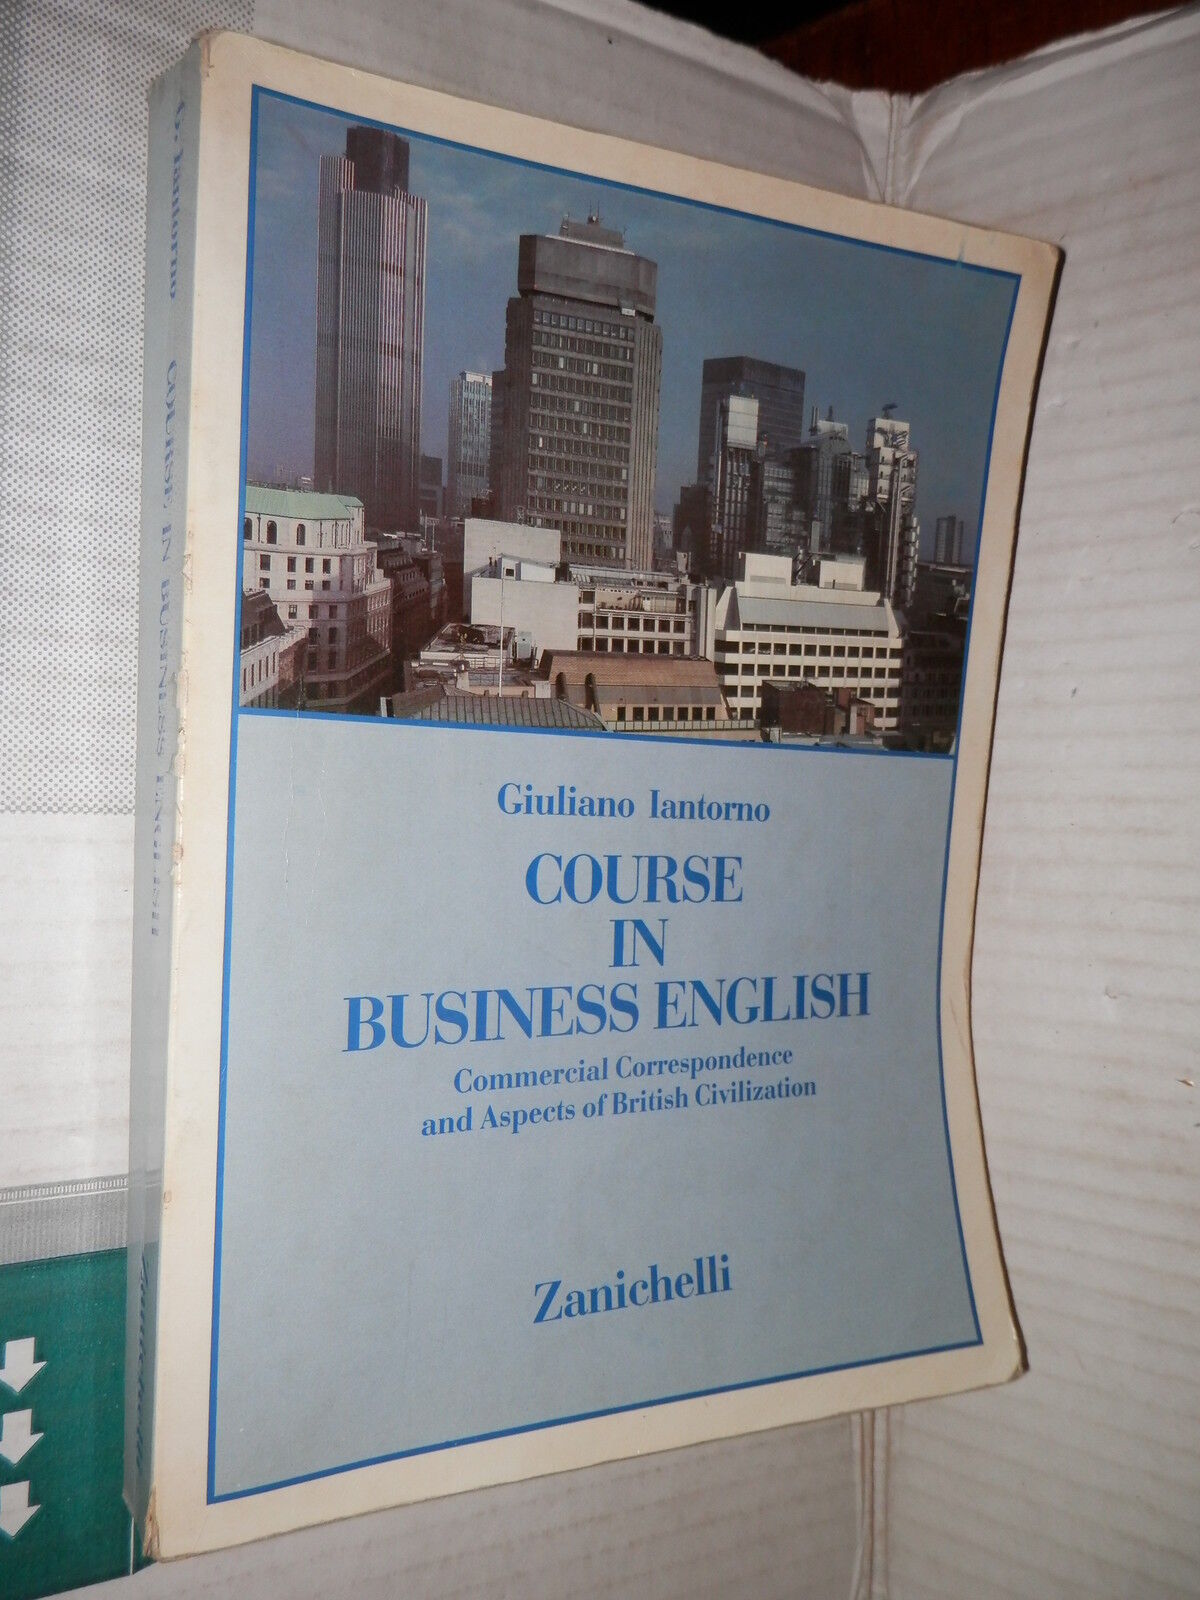 Giuliano Iantorno
COURSE
IN
BUSINESS ENGLISH
Commercial Correspondence
and Aspects of British Civilization
Zanichelli
G. Iantorno COURSE IN BUSINESS ENGLISH
Zanichelli